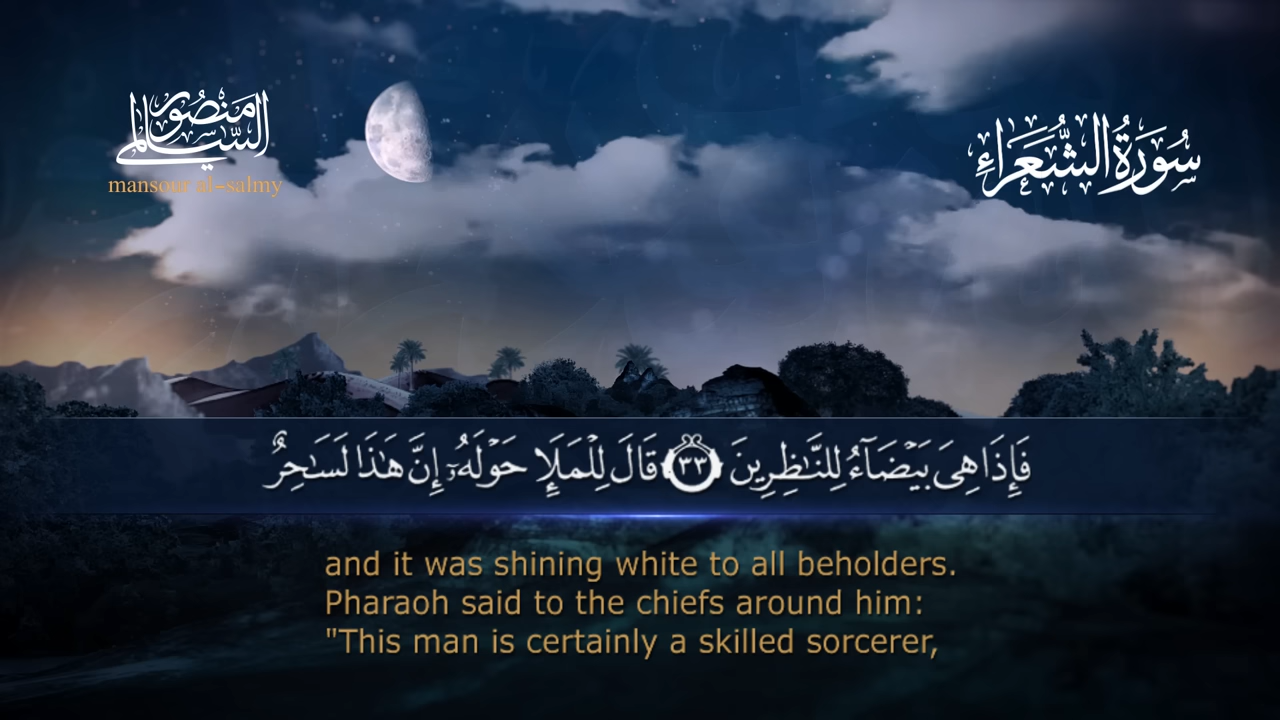 منصور السالمي
mansour al-salmy
سُورَةُ الشُّعَرَاءِ
فَإِذَا هِيَ بَيْضَآءُ لِلنَّٰظِرِينَ ٣٣ قَالَ لِلْمَلَإِ حَوْلَهُۥٓ إِنَّ هَٰذَا لَسَٰحِرٌ
and it was shining white to all beholders.
Pharaoh said to the chiefs around him:
"This man is certainly a skilled sorcerer,